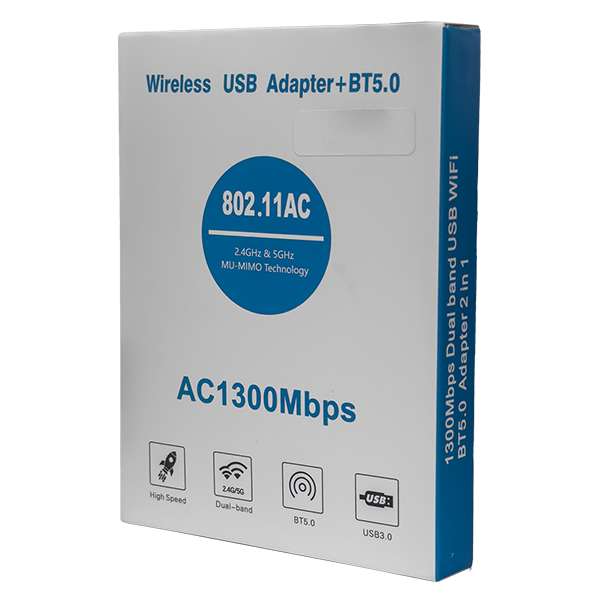 Wireless USB Adapter+BT5.0
802.11AC
2.4GHz & 5GHz
MU-MIMO Technology
AC1300Mbps
High Speed
2.4G/5G
Dual-band
BT5.0
USB
USB3.0
1300Mbps Dual band USB WiFi
BT5.0 Adapter 2 in 1